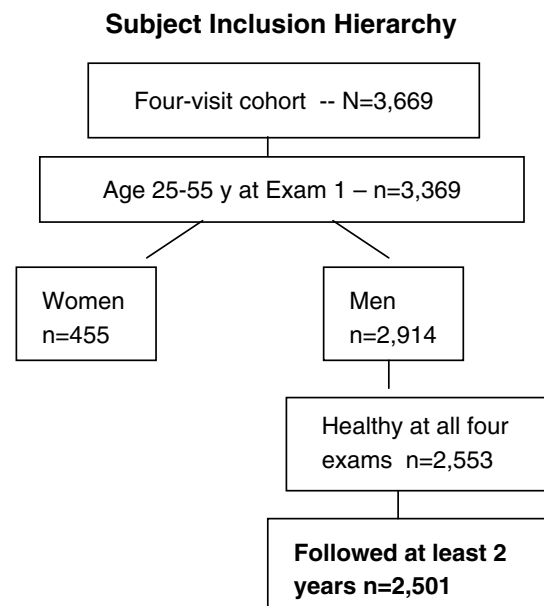 Subject Inclusion Hierarchy
Four-visit cohort -- N=3,669
Age 25-55 y at Exam 1 – n=3,369
Women
n=455
Men
n=2,914
Healthy at all four
exams n=2,553
Followed at least 2
years n=2,501